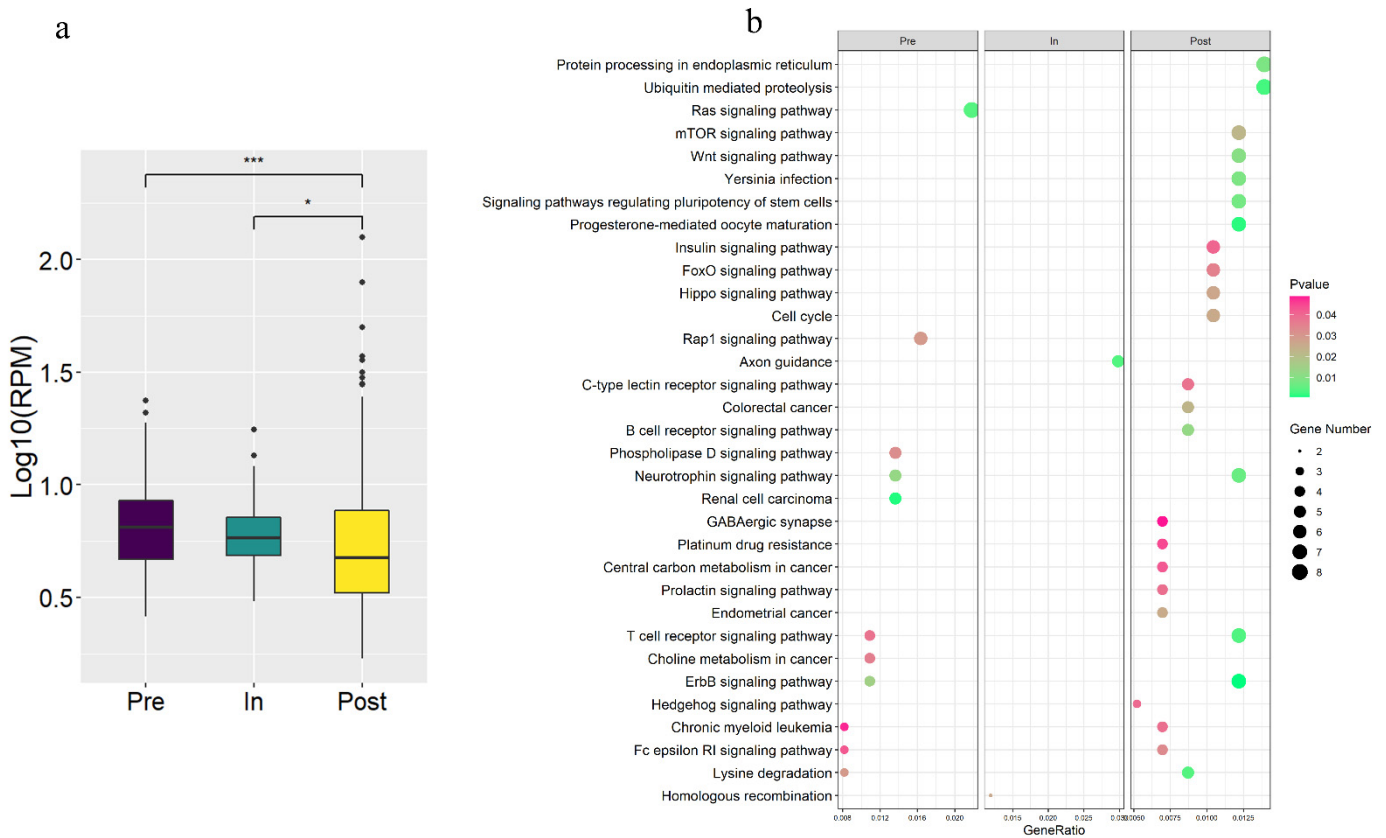 a
***
*
2.0
1.5
1.0
0.5
Log10(RPM)
Pre In Post
b
Pre In Post
Protein processing in endoplasmic reticulum
Ubiquitin mediated proteolysis
Ras signaling pathway
mTOR signaling pathway
Wnt signaling pathway
Yersinia infection
Signaling pathways regulating pluripotency of stem cells
Progesterone-mediated oocyte maturation
Insulin signaling pathway
FoxO signaling pathway
Hippo signaling pathway
Cell cycle
Rap1 signaling pathway
Axon guidance
C-type lectin receptor signaling pathway
Colorectal cancer
B cell receptor signaling pathway
Phospholipase D signaling pathway
Neurotrophin signaling pathway
Renal cell carcinoma
GABAergic synapse
Platinum drug resistance
Central carbon metabolism in cancer
Prolactin signaling pathway
Endometrial cancer
T cell receptor signaling pathway
Choline metabolism in cancer
ErbB signaling pathway
Hedgehog signaling pathway
Chronic myeloid leukemia
Fc epsilon RI signaling pathway
Lysine degradation
Homologous recombination
0.008 0.012 0.016 0.020 0.015 0.020 0.025 0.0075 0.0100 0.0125
GeneRatio
Pvalue
0.04
0.03
0.02
0.01
Gene Number
2
3
4
5
6
7
8